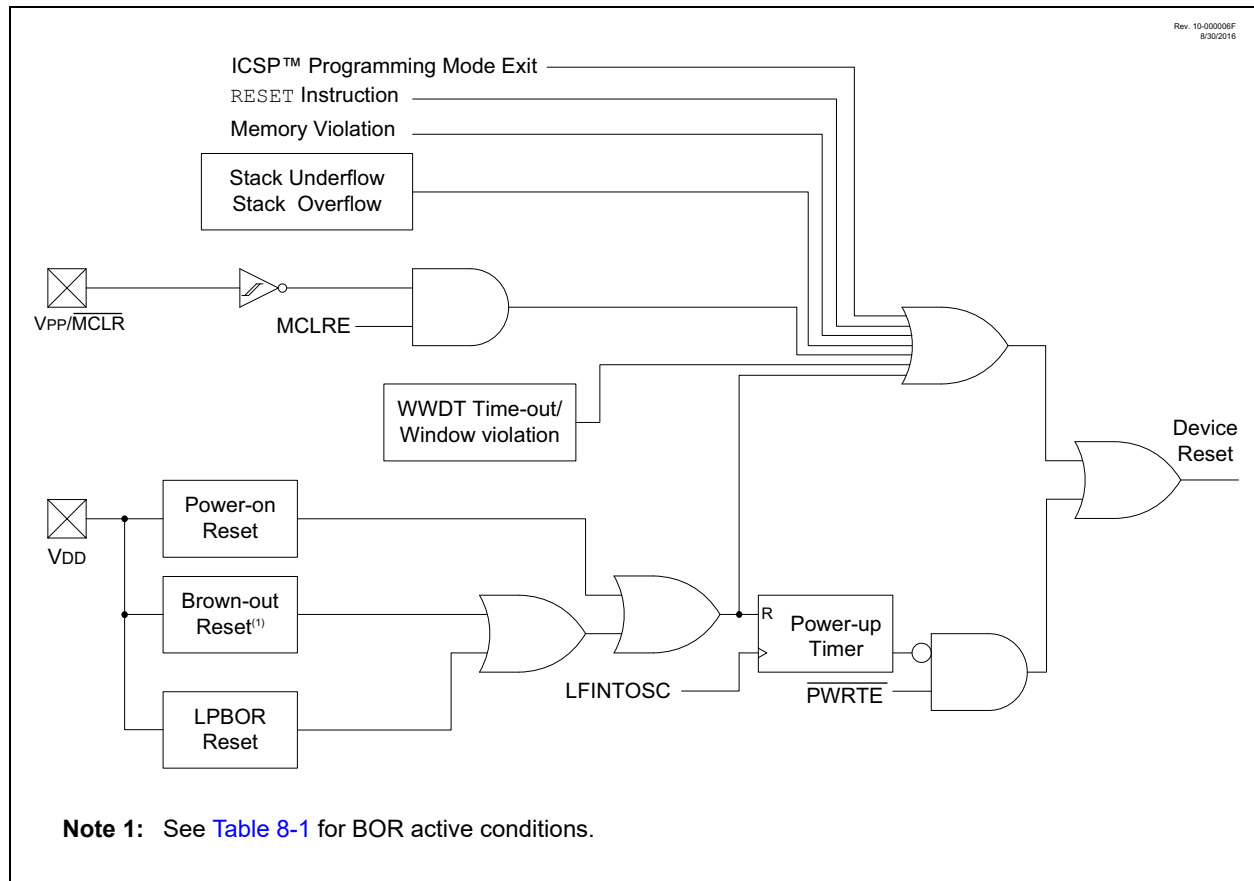 Rev. 10-000006F
8/30/2016
ICSP™ Programming Mode Exit
RESET Instruction
Memory Violation
Stack Underflow
Stack Overflow
VPP/MCLR
MCLRE
WWDT Time-out/
Window violation
Device
Reset
Power-on
Reset
VDD
Brown-out
Reset(1)
R
Power-up
Timer
LFINTOSC
PWRTE
LPBOR
Reset
Note 1: See Table 8-1 for BOR active conditions.